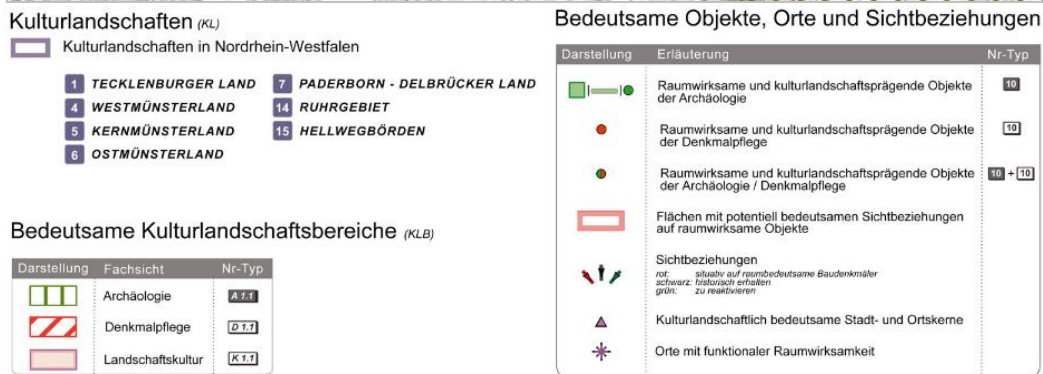 Kulturlandschaften (KL)
Kulturlandschaften in Nordrhein-Westfalen
1 TECKLENBURGER LAND
4 WESTMÜNSTERLAND
5 KERNMÜNSTERLAND
6 OSTMÜNSTERLAND
7 PADERBORN - DELBRÜCKER LAND
14 RUHRGEBIET
15 HELLWEGBÖRDEN
Bedeutsame Kulturlandschaftsbereiche (KLB)
Darstellung Fachsicht Nr-Typ
Archäologie A 1.1
Denkmalpflege D 1.1
Landschaftskultur K 1.1
Bedeutsame Objekte, Orte und Sichtbeziehungen
Darstellung Erläuterung Nr-Typ
Raumwirksame und kulturlandschaftsprägende Objekte 10
der Archäologie
Raumwirksame und kulturlandschaftsprägende Objekte 10
der Denkmalpflege
Raumwirksame und kulturlandschaftsprägende Objekte 10 + 10
der Archäologie / Denkmalpflege
Flächen mit potentiell bedeutsamen Sichtbeziehungen
auf raumwirksame Objekte
Sichtbeziehungen
rot: situativ auf raumbedeutsame Baudenkmäler
schwarz: historisch erhalten
grün: zu reaktivieren
Kulturlandschaftlich bedeutsame Stadt- und Ortskerne
Orte mit funktionaler Raumwirksamkeit